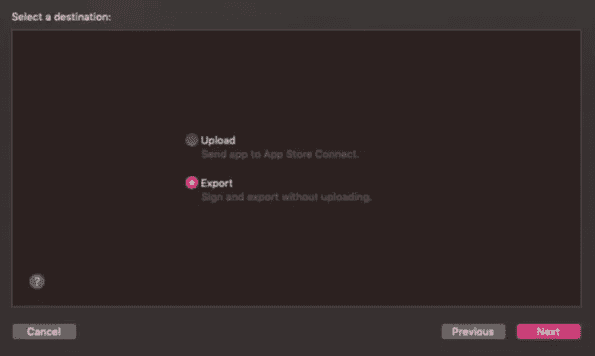 Select a destination:
Upload
Send app to App Store Connect.
Export
Sign and export without uploading.
?
Cancel
Previous
Next